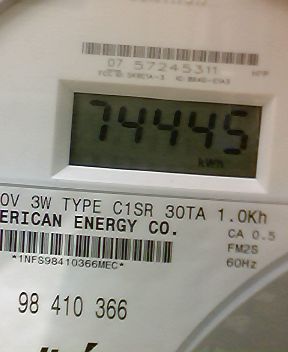 07 57245311
74445
kWh
0V 3W TYPE C1SR 30TA 1.0Kh
ERICAN ENERGY CO.
CA 0.5
FM2S
60Hz
*1NFS98410366MEC*
98 410 366